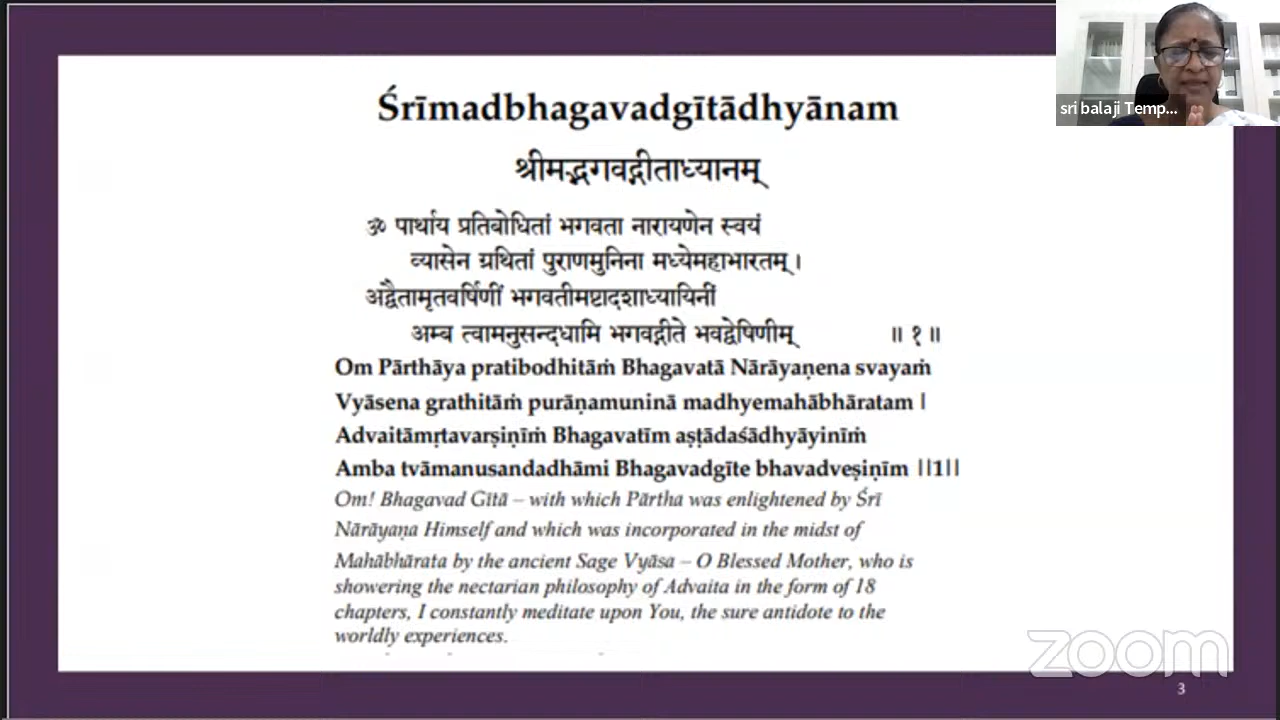 sri balaji Temp...
Śrīmadbhagavadgītādhyānam
श्रीमद्भगवद्गीताध्यानम्
ॐ पार्थाय प्रतिबोधितां भगवता नारायणेन स्वयं
व्यासेन ग्रथितां पुराणमुनिना मध्येमहाभारतम् ।
अद्वैतामृतवर्षिणीं भगवतीमष्टादशाध्यायिनीं
अम्ब त्वामनुसन्दधामि भगवद्गीते भवद्वेषिणीम् ॥ १ ॥
Om Pārthāya pratibodhitāṁ Bhagavatā Nārāyaṇena svayaṁ
Vyāsena grathitāṁ purāṇamuninā madhyemahābhāratam |
Advaitāmṛtavarṣiṇīṁ Bhagavatīm aṣṭādaśādhyāyinīṁ
Amba tvāmanusandadhāmi Bhagavadgīte bhavadveṣiṇīm ||1||
Om! Bhagavad Gītā – with which Pārtha was enlightened by Śrī
Nārāyaṇa Himself and which was incorporated in the midst of
Mahābhārata by the ancient Sage Vyāsa – O Blessed Mother, who is
showering the nectarian philosophy of Advaita in the form of 18
chapters, I constantly meditate upon You, the sure antidote to the
worldly experiences.
zoom
3